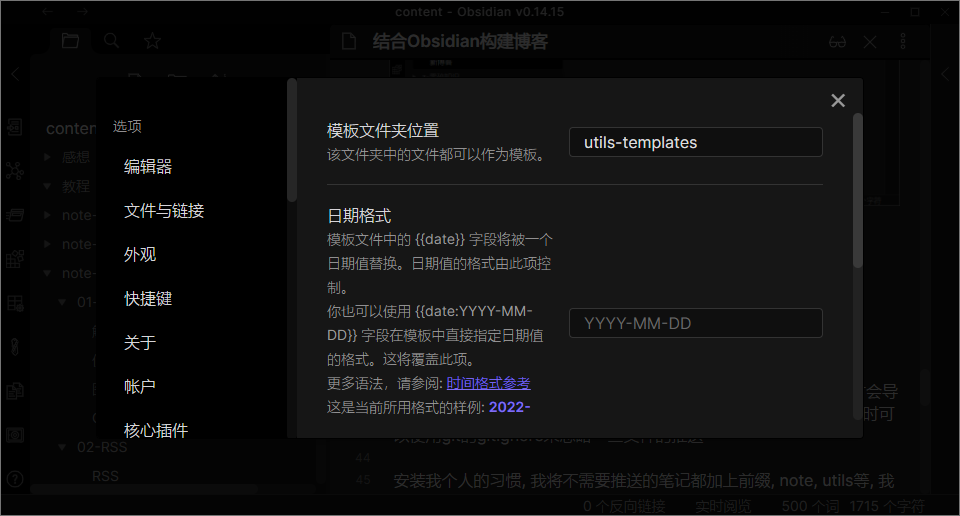 content - Obsidian v0.14.15
结合Obsidian构建博客
选项
编辑器
文件与链接
外观
快捷键
关于
帐户
核心插件
模板文件夹位置
该文件夹中的文件都可以作为模板。
utils-templates
日期格式
模板文件中的 {{date}} 字段将被一个
日期值替换。日期值的格式由此项控
制。
你也可以使用 {{date:YYYY-MM-
DD}} 字段在模板中直接指定日期值
的格式。这将覆盖此项。
更多语法，请参阅: 时间格式参考
这是当前所用格式的样例: 2022-
YYYY-MM-DD
content
感想
教程
note-
note-
note-
01-
02-RSS
RSS
会导
时可
44
45
安装我个人的习惯, 我将不需要推送的笔记都加上前缀, note, utils等, 我
0 个反向链接
实时阅览
500 个词
1715 个字符